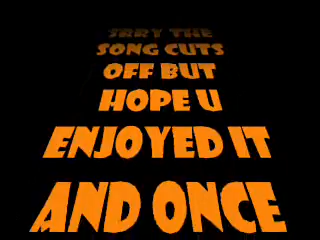 SRRY THE
SONG CUTS
OFF BUT
HOPE U
ENJOYED IT
AND ONCE